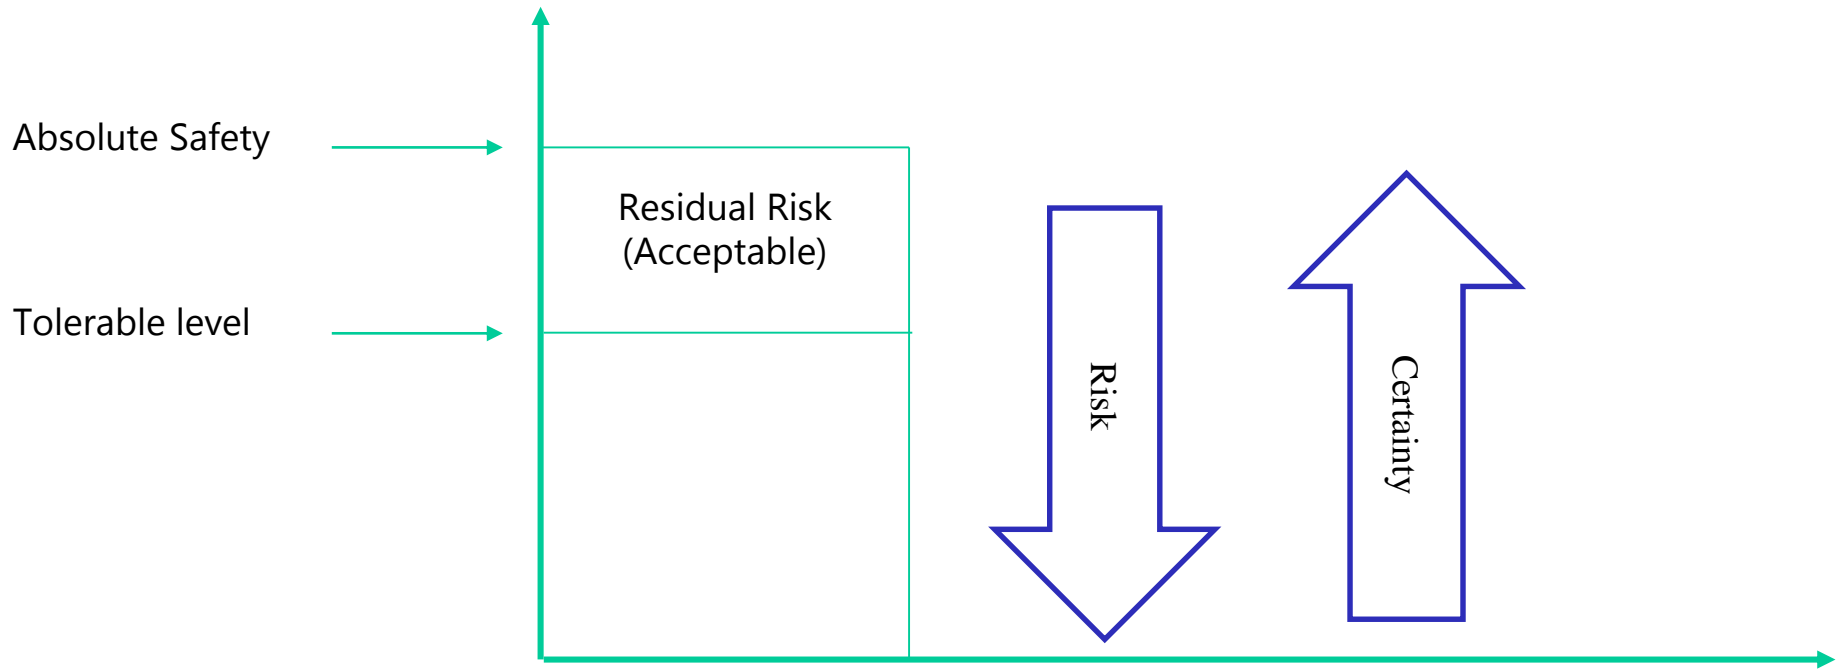 Absolute Safety
Residual Risk
(Acceptable)
Tolerable level
Risk
Certainty